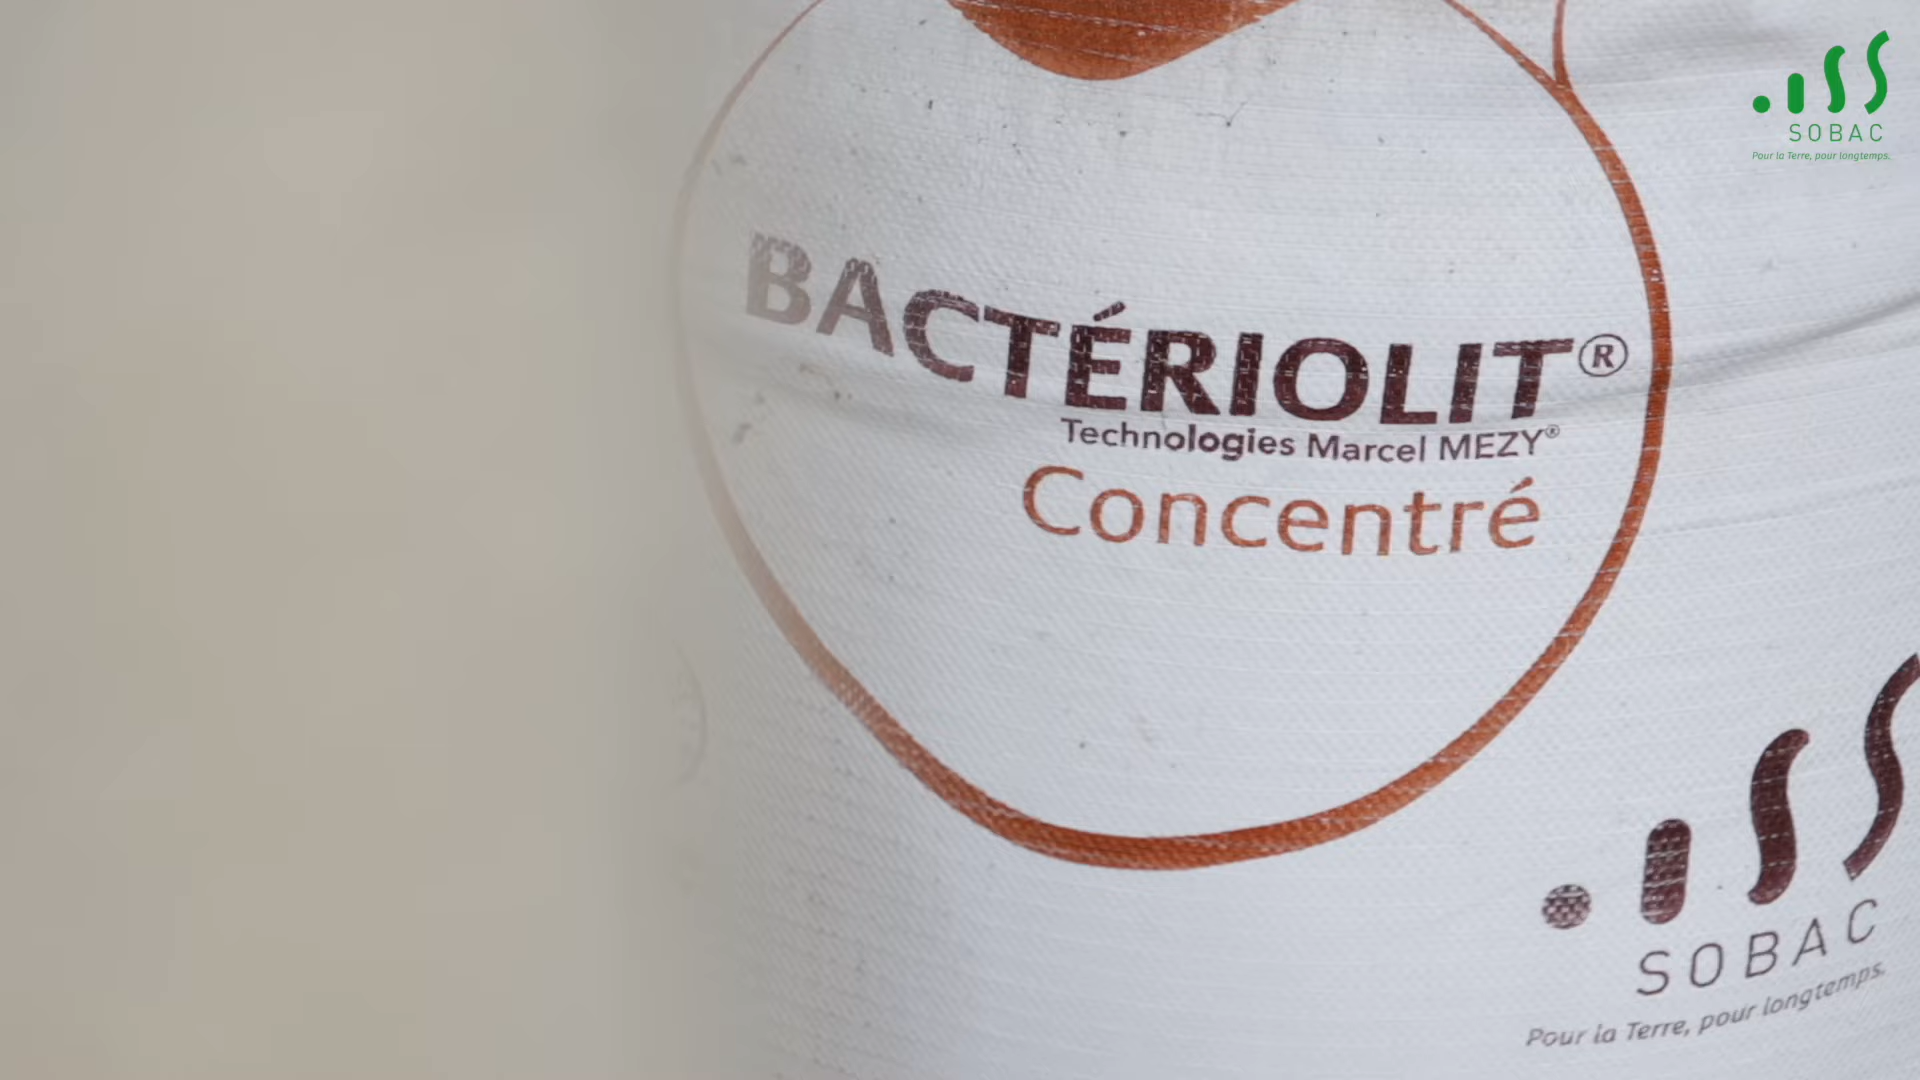 SOBAC
Pour la Terre, pour longtemps.
BACTÉRIOLIT®
Technologies Marcel MEZY®
Concentré
SOBAC
Pour la Terre, pour longtemps.